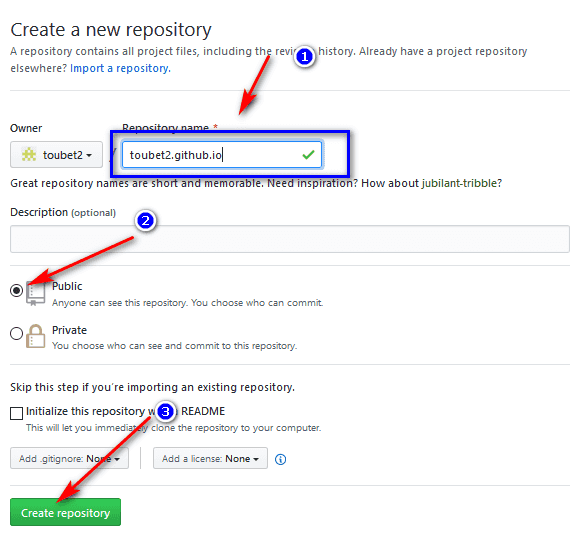 Create a new repository
A repository contains all project files, including the revision history. Already have a project repository
elsewhere? Import a repository.
1
Owner
Repository name *
toubet2
/
toubet2.github.io
Great repository names are short and memorable. Need inspiration? How about jubilant-tribble?
Description (optional)
2
Public
Anyone can see this repository. You choose who can commit.
Private
You choose who can see and commit to this repository.
Skip this step if you're importing an existing repository.
Initialize this repository with a README
3
This will let you immediately clone the repository to your computer.
Add .gitignore: None
Add a license: None
Create repository